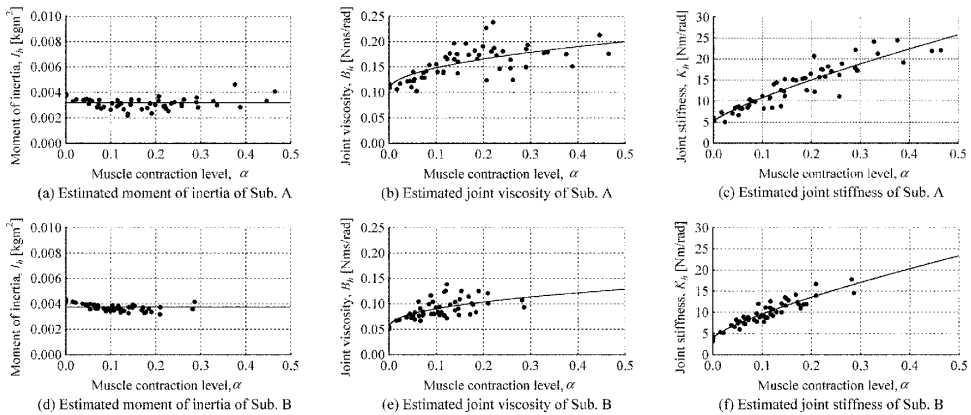 Moment of inertia, I_h [kgm²]
0.010
0.008
0.006
0.004
0.002
0.000
0.0 0.1 0.2 0.3 0.4 0.5
Muscle contraction level, α
(a) Estimated moment of inertia of Sub. A
Joint viscosity, B_h [Nms/rad]
0.25
0.20
0.15
0.10
0.05
0.00
0.0 0.1 0.2 0.3 0.4 0.5
Muscle contraction level, α
(b) Estimated joint viscosity of Sub. A
Joint stiffness, K_h [Nm/rad]
30
25
20
15
10
5
0
0.0 0.1 0.2 0.3 0.4 0.5
Muscle contraction level, α
(c) Estimated joint stiffness of Sub. A
Moment of inertia, I_h [kgm²]
0.010
0.008
0.006
0.004
0.002
0.000
0.0 0.1 0.2 0.3 0.4 0.5
Muscle contraction level, α
(d) Estimated moment of inertia of Sub. B
Joint viscosity, B_h [Nms/rad]
0.25
0.20
0.15
0.10
0.05
0.00
0.0 0.1 0.2 0.3 0.4 0.5
Muscle contraction level, α
(e) Estimated joint viscosity of Sub. B
Joint stiffness, K_h [Nm/rad]
30
25
20
15
10
5
0
0.0 0.1 0.2 0.3 0.4 0.5
Muscle contraction level, α
(f) Estimated joint stiffness of Sub. B